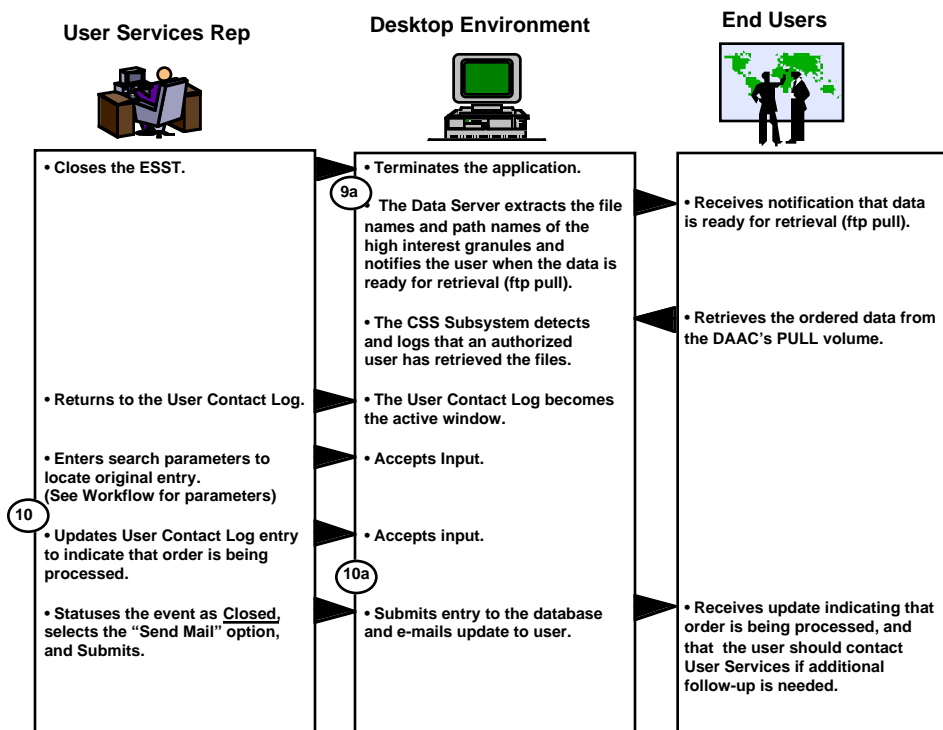 User Services Rep
Desktop Environment
End Users
• Closes the ESST.
• Terminates the application.
9a
• The Data Server extracts the file
names and path names of the
high interest granules and
notifies the user when the data is
ready for retrieval (ftp pull).
• Receives notification that data
is ready for retrieval (ftp pull).
• The CSS Subsystem detects
and logs that an authorized
user has retrieved the files.
• Retrieves the ordered data from
the DAAC's PULL volume.
• Returns to the User Contact Log.
• The User Contact Log becomes
the active window.
• Enters search parameters to
locate original entry.
(See Workflow for parameters)
• Accepts Input.
10
• Updates User Contact Log entry
to indicate that order is being
processed.
• Accepts input.
10a
• Statuses the event as Closed,
selects the “Send Mail” option,
and Submits.
• Submits entry to the database
and e-mails update to user.
• Receives update indicating that
order is being processed, and
that the user should contact
User Services if additional
follow-up is needed.